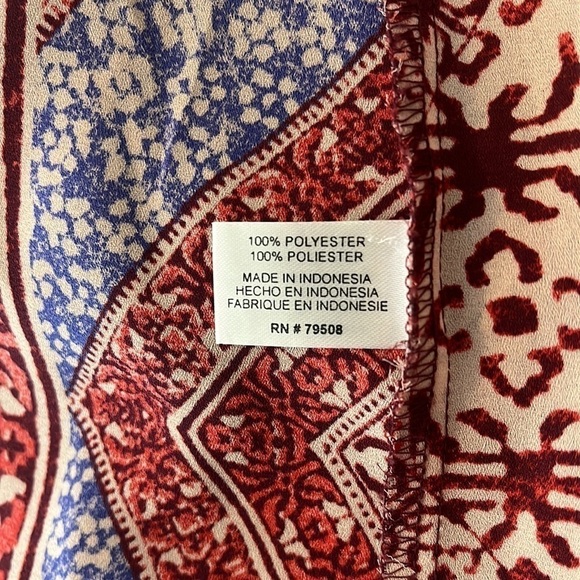 100% POLYESTER
100% POLIESTER
MADE IN INDONESIA
HECHO EN INDONESIA
FABRIQUE EN INDONESIE
RN # 79508